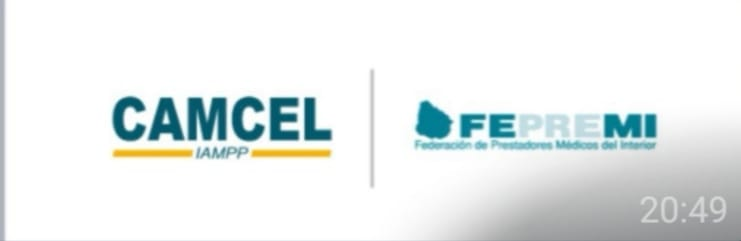 CAMCEL
IAMPP
FEPREMI
Federación de Prestadores Médicos del Interior
20:49